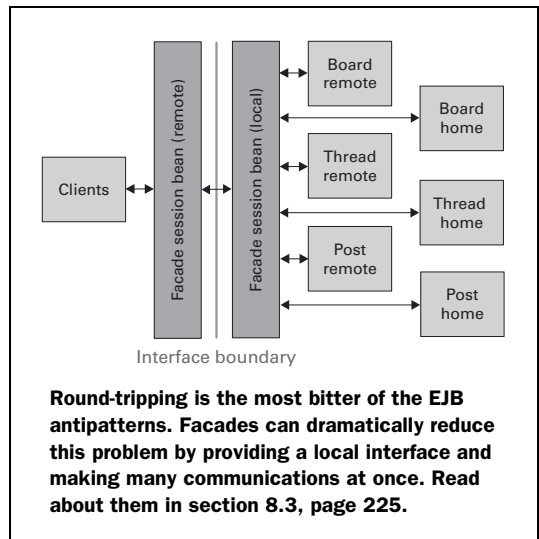 Board
remote
Board
home
Facade session bean (remote)
Facade session bean (local)
Thread
remote
Clients
Thread
home
Post
remote
Post
home
Interface boundary
Round-tripping is the most bitter of the EJB
antipatterns. Facades can dramatically reduce
this problem by providing a local interface and
making many communications at once. Read
about them in section 8.3, page 225.